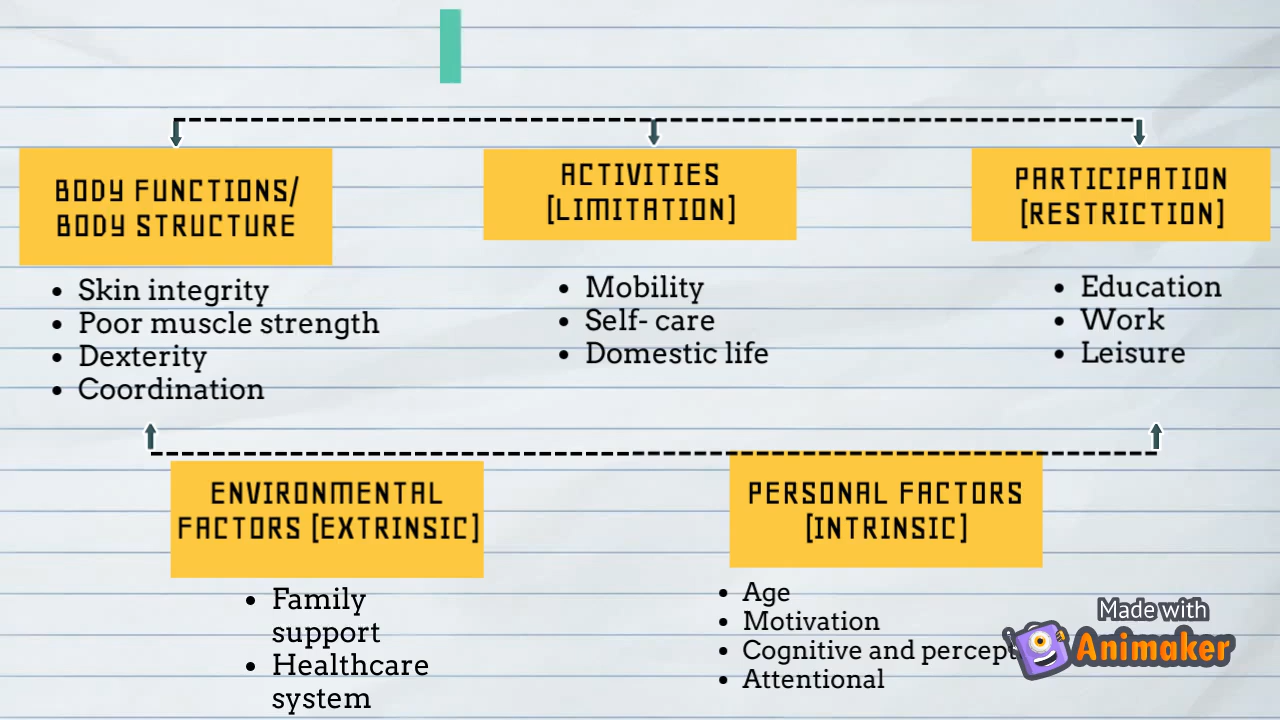 BODY FUNCTIONS/
BODY STRUCTURE
• Skin integrity
• Poor muscle strength
• Dexterity
• Coordination
ACTIVITIES
[LIMITATION]
• Mobility
• Self- care
• Domestic life
PARTICIPATION
[RESTRICTION]
• Education
• Work
• Leisure
ENVIRONMENTAL
FACTORS [EXTRINSIC]
• Family
support
• Healthcare
system
PERSONAL FACTORS
[INTRINSIC]
• Age
• Motivation
• Cognitive and
• Attentional
Made with
Animaker